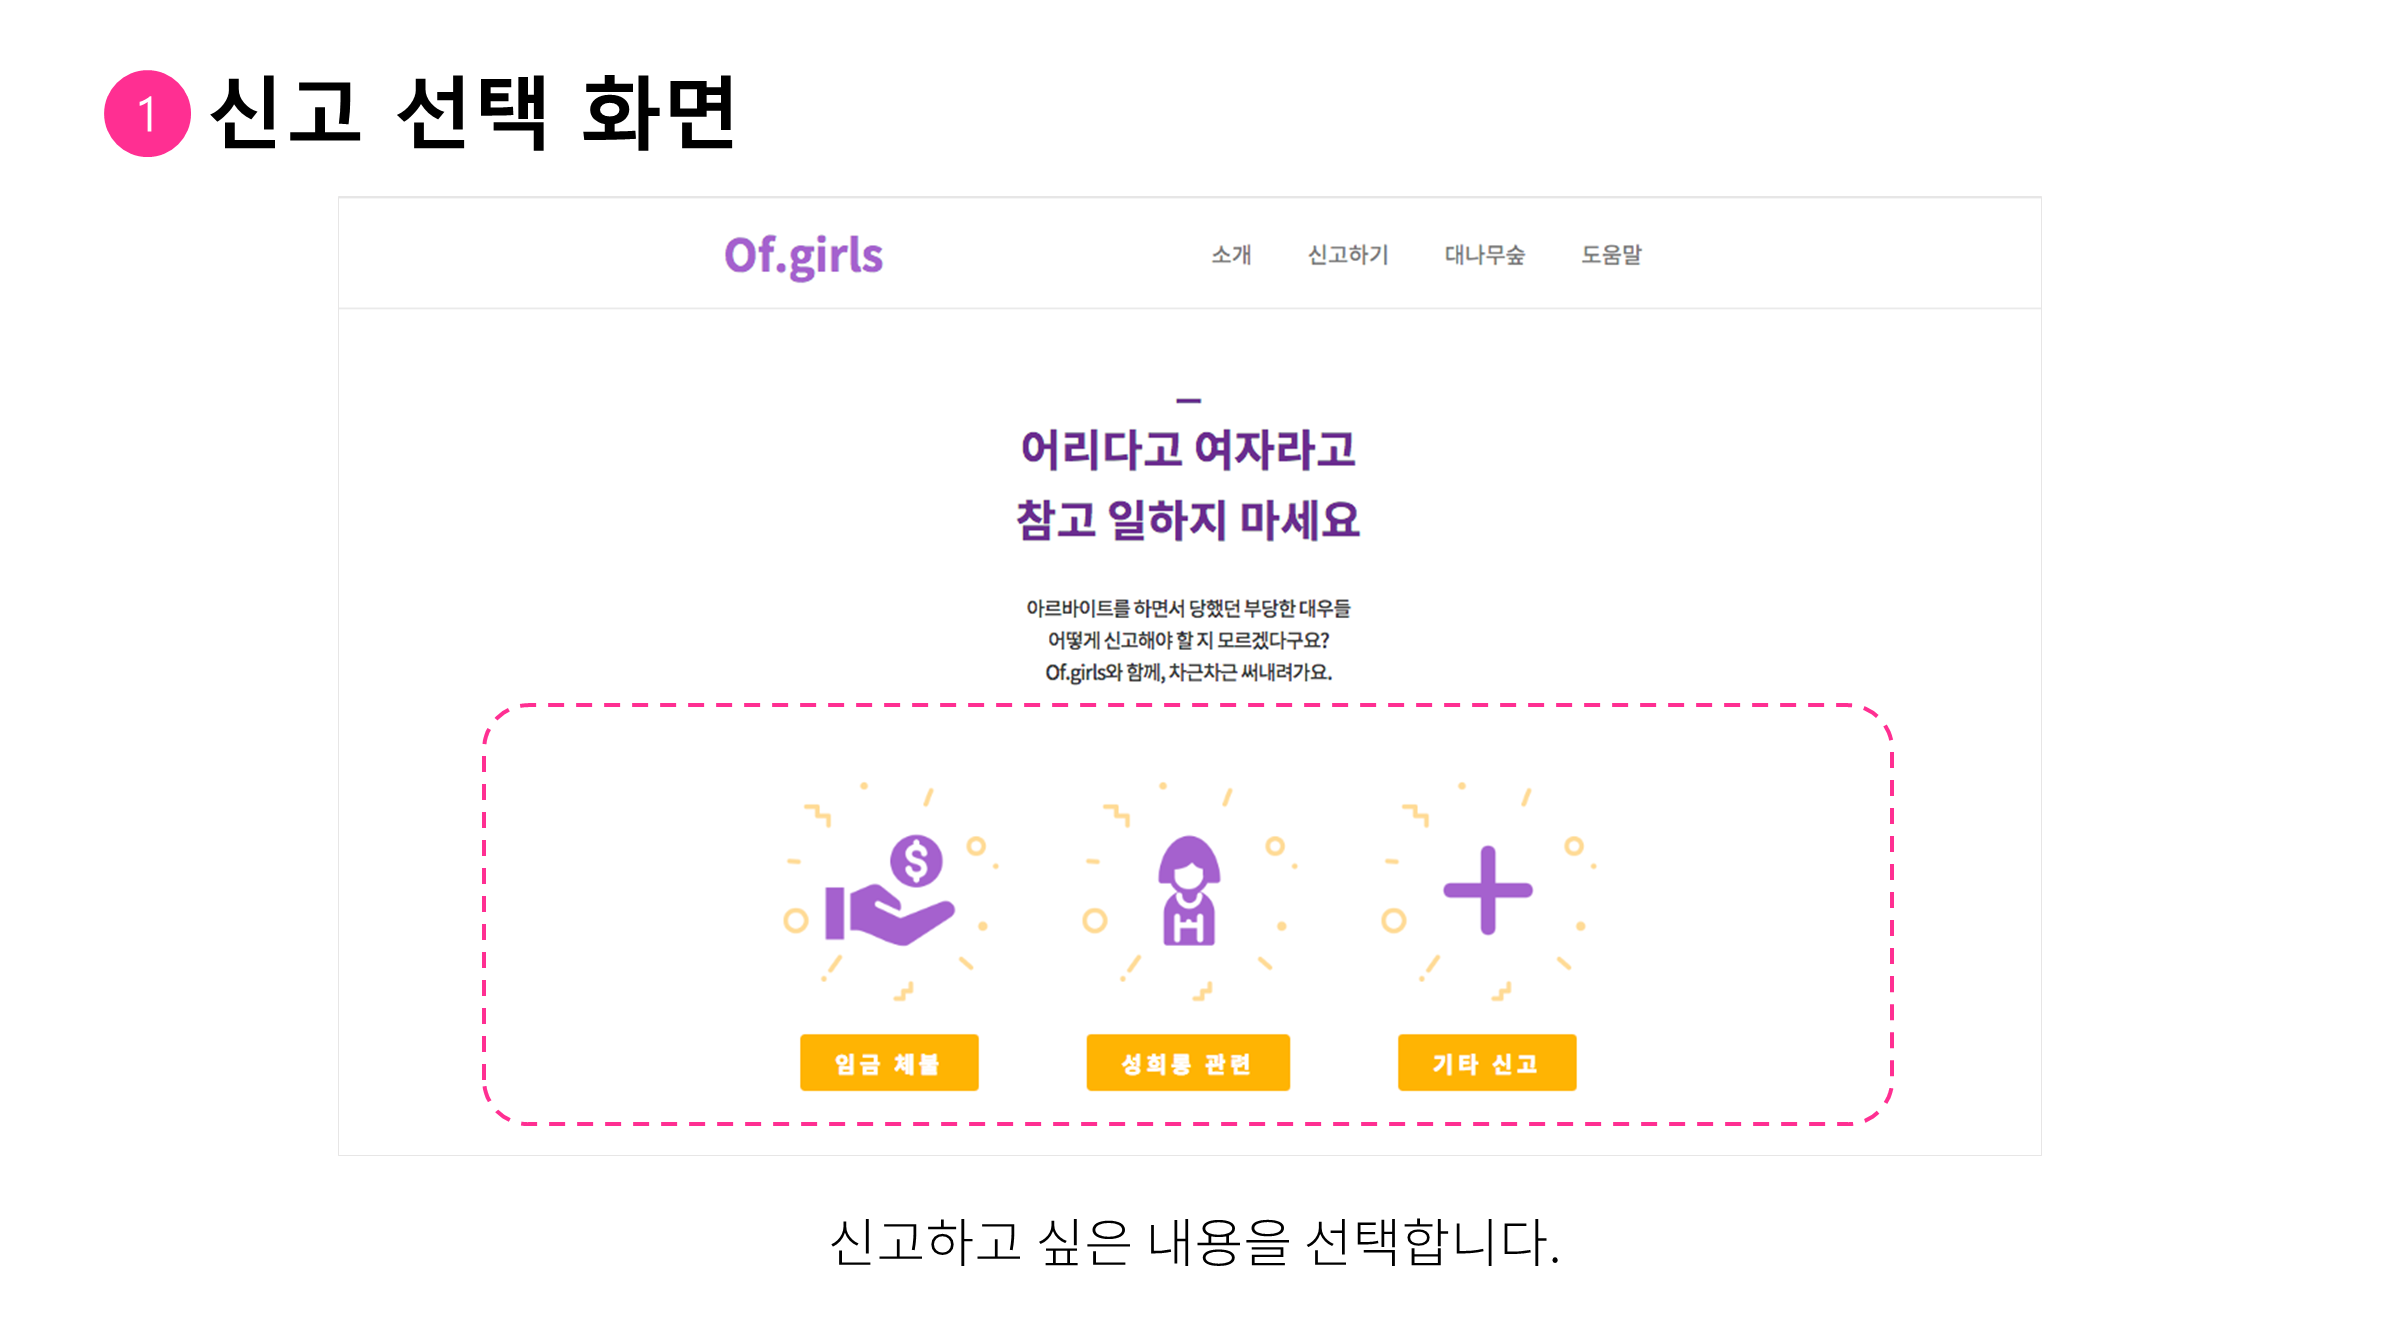 1 신고 선택 화면
Of.girls 소개 신고하기 대나무숲 도움말
어리다고 여자라고
참고 일하지 마세요
아르바이트를 하면서 당했던 부당한 대우들
어떻게 신고해야 할 지 모르겠다구요?
Of.girls와 함께, 차근차근 써내려가요.
임금 체불 성희롱 관련 기타 신고
신고하고 싶은 내용을 선택합니다.